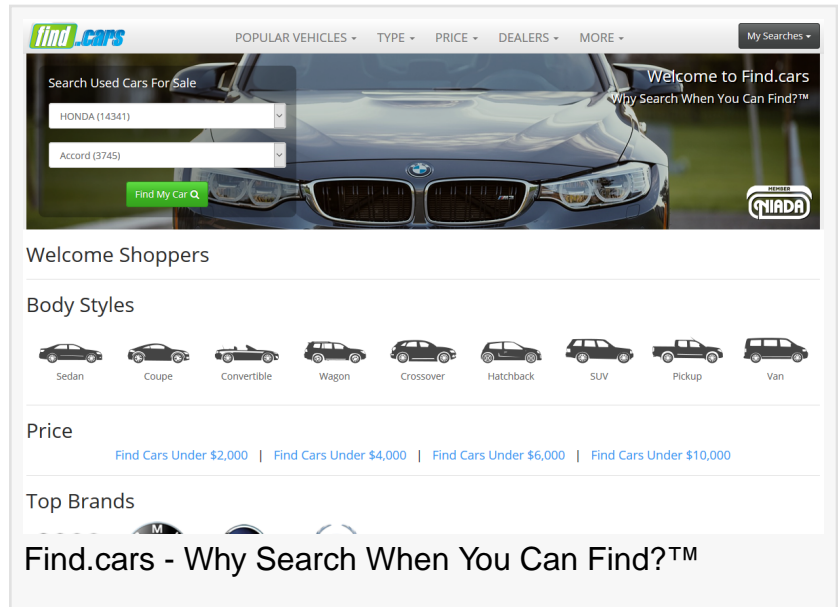 find.cars
POPULAR VEHICLES TYPE PRICE DEALERS MORE
My Searches
Search Used Cars For Sale
HONDA (14341)
Accord (3745)
Find My Car
Welcome to Find.cars
Why Search When You Can Find?™
MEMBER
NIADA
Welcome Shoppers
Body Styles
Sedan Coupe Convertible Wagon Crossover Hatchback SUV Pickup Van
Price
Find Cars Under $2,000 | Find Cars Under $4,000 | Find Cars Under $6,000 | Find Cars Under $10,000
Top Brands
M
Find.cars - Why Search When You Can Find?™